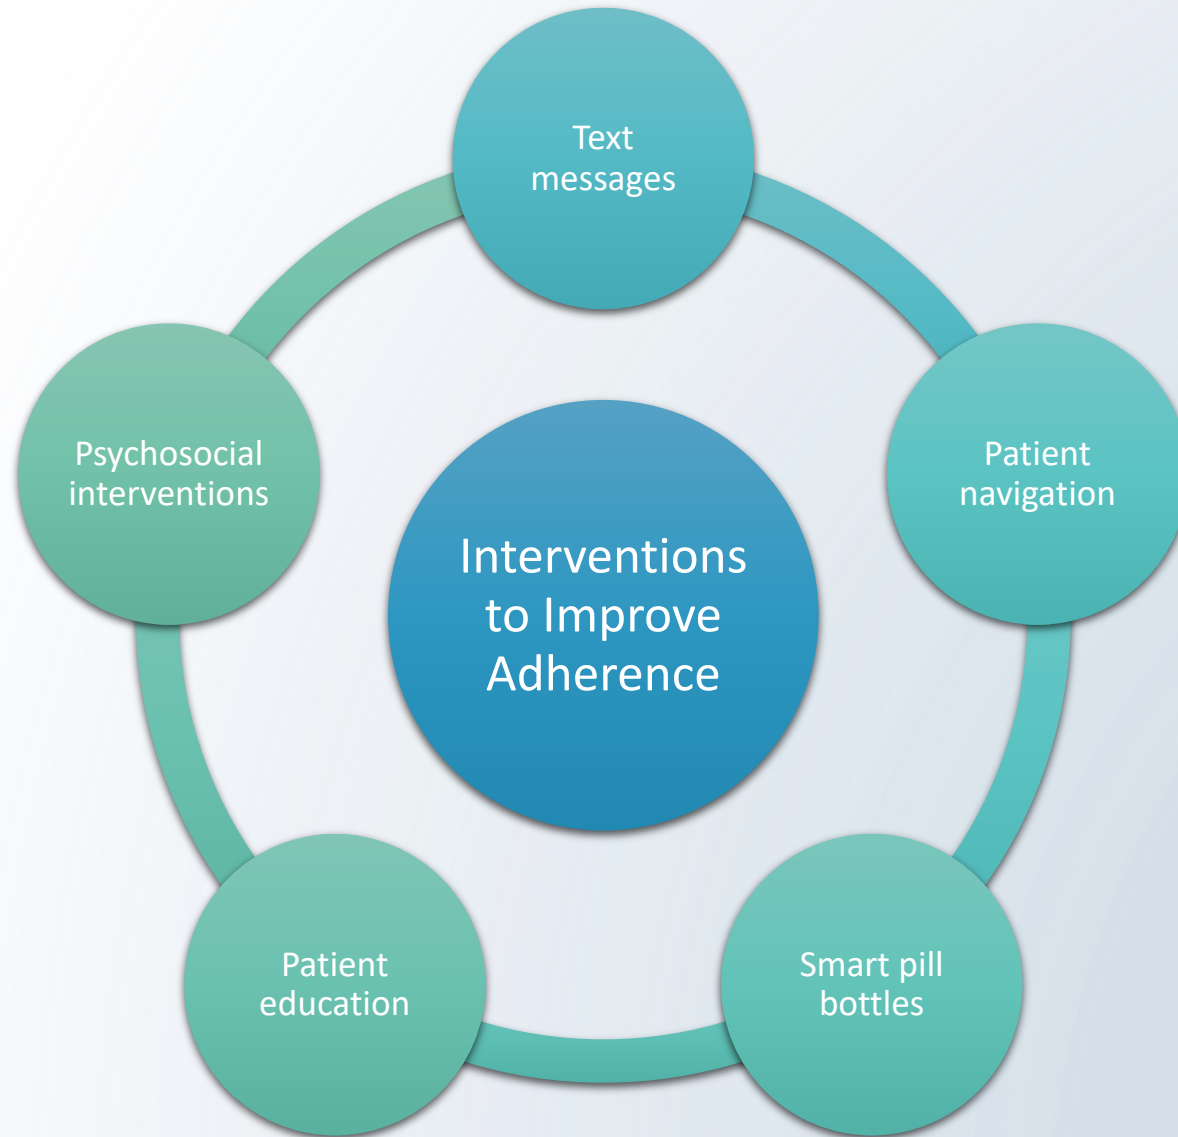 Text
messages
Patient
navigation
Smart pill
bottles
Patient
education
Psychosocial
interventions
Interventions
to Improve
Adherence